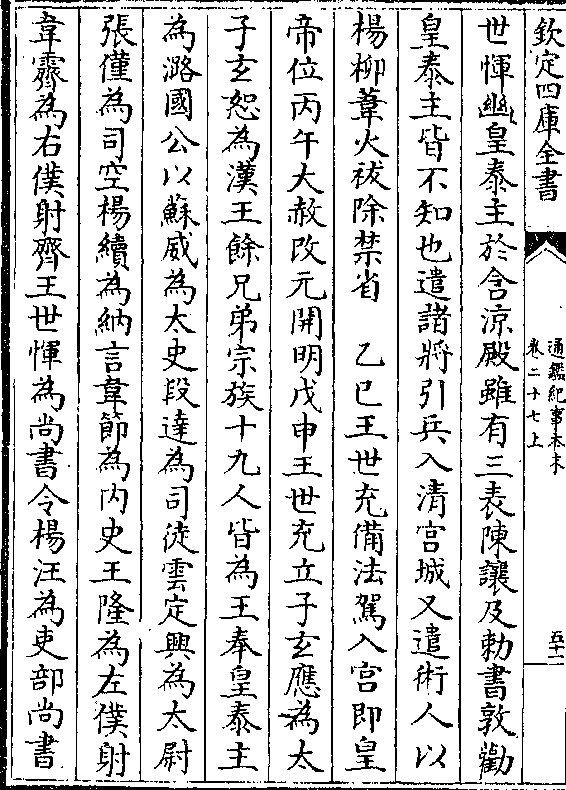 欽定四庫全書
通鑑紀事本末
卷二十七上
五十一
世惲幽皇泰主於含涼殿雖有三表陳讓及勅書敦勸
皇泰主皆不知也遣諸將引兵入清宮城又遣術人以
楊柳葦火祓除禁省 乙巳王世充備法駕入宮即皇
帝位丙午大赦改元開明戊申王世充立子玄應為太
子玄恕為漢王餘兄弟宗族十九人皆為王奉皇泰主
為潞國公以蘇威為太史段達為司徒雲定興為太尉
張僅為司空楊續為納言韋節為内史王隆為左僕射
韋霽為右僕射齊王世惲為尚書令楊汪為吏部尚書